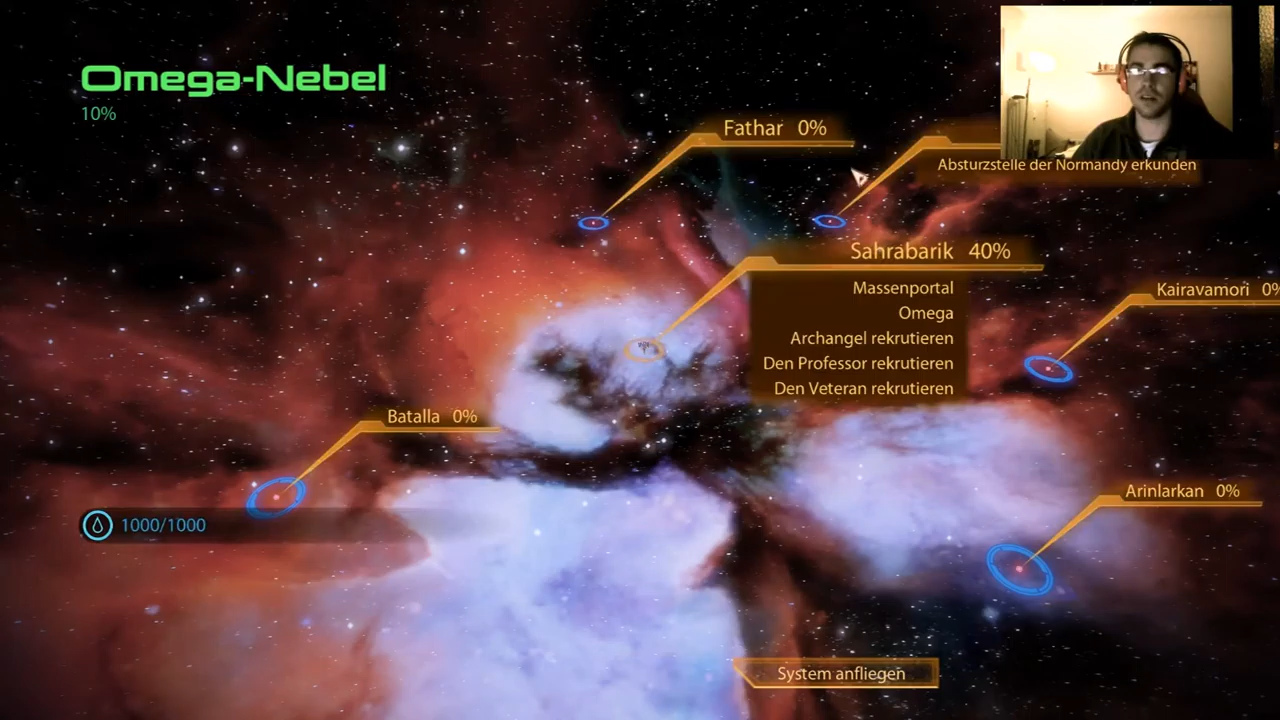 Omega-Nebel
10%
Fathar 0%
Absturzstelle der Normandy erkunden
Sahrabarik 40%
Massenportal
Omega
Archangel rekrutieren
Den Professor rekrutieren
Den Veteran rekrutieren
Kairavamori 0%
Batalla 0%
Arinlarkan 0%
1000/1000
System anfliegen